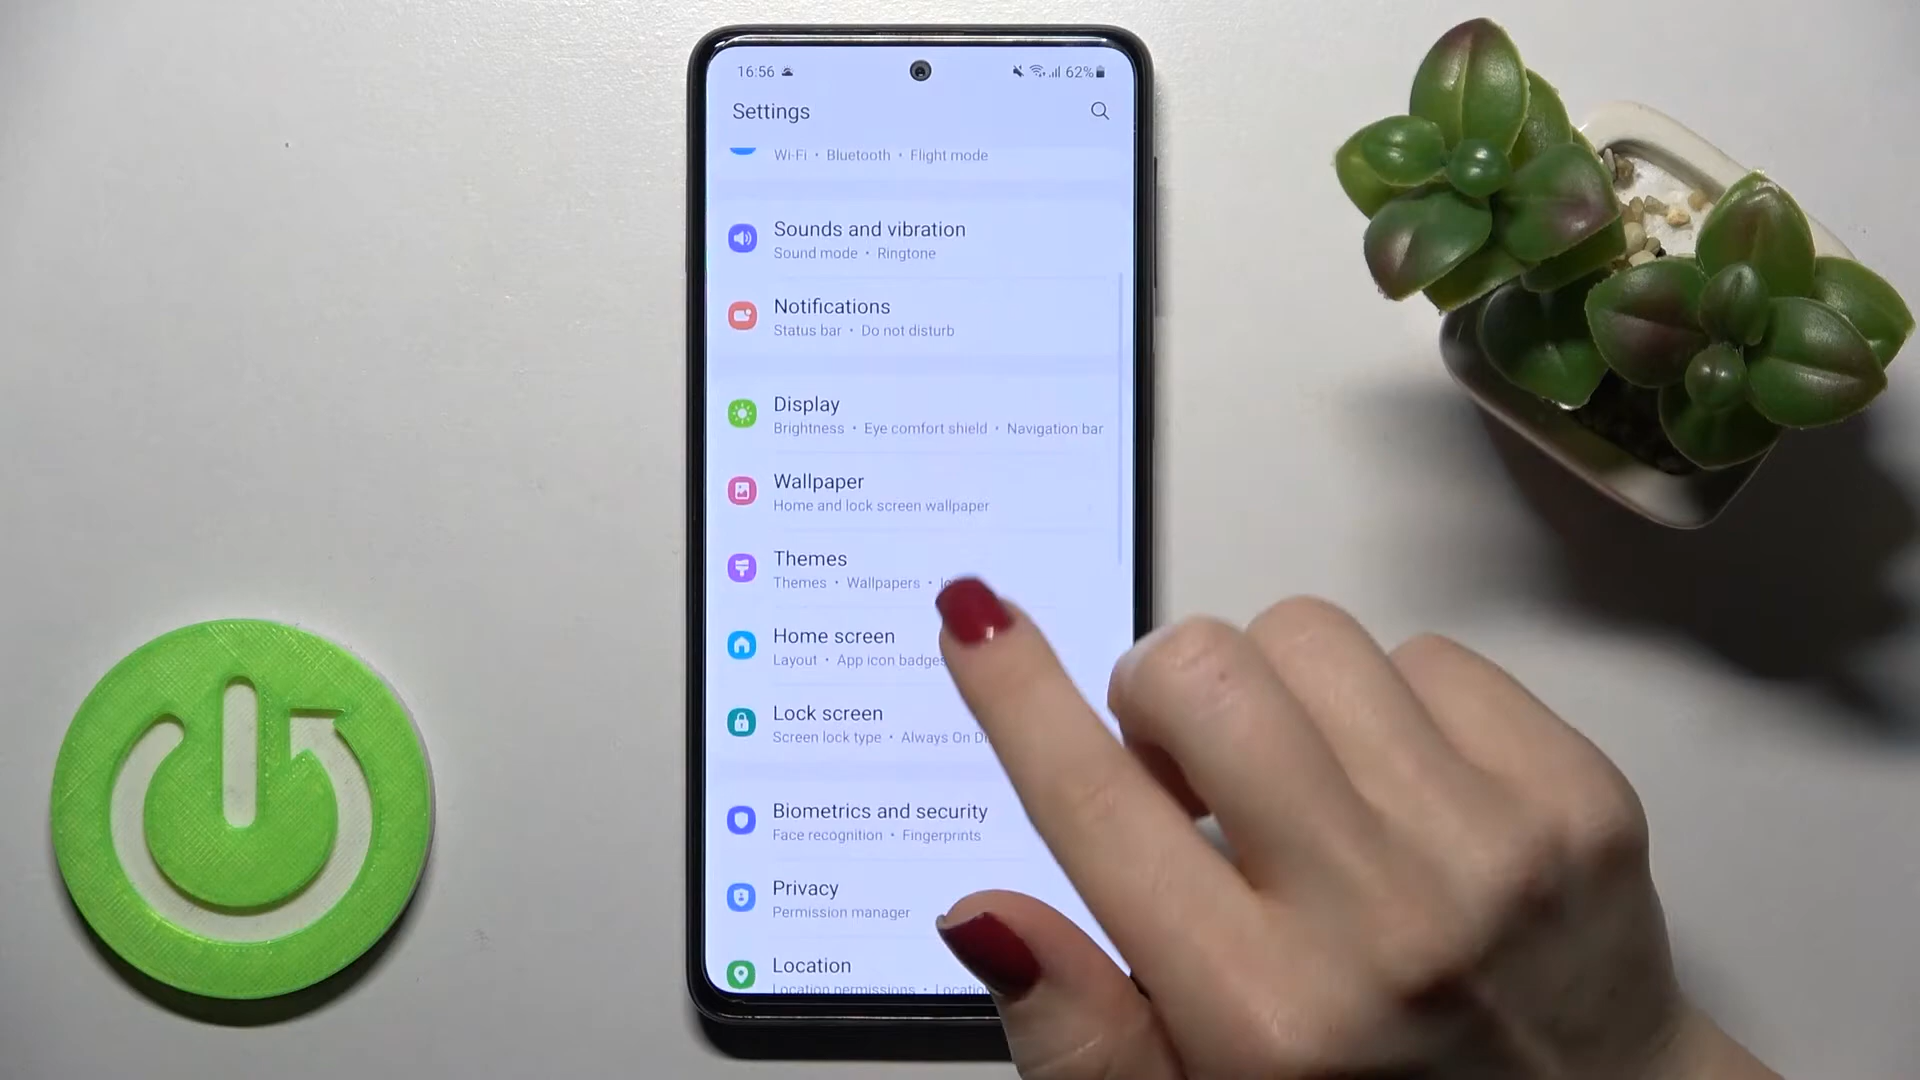 16:56 62%
Settings
Wi-Fi • Bluetooth • Flight mode
Sounds and vibration
Sound mode • Ringtone
Notifications
Status bar • Do not disturb
Display
Brightness • Eye comfort shield • Navigation bar
Wallpaper
Home and lock screen wallpaper
Themes
Themes • Wallpapers •
Home screen
Layout • App icon badges
Lock screen
Screen lock type • Always On
Biometrics and security
Face recognition • Fingerprints
Privacy
Permission manager
Location
Location permissions •